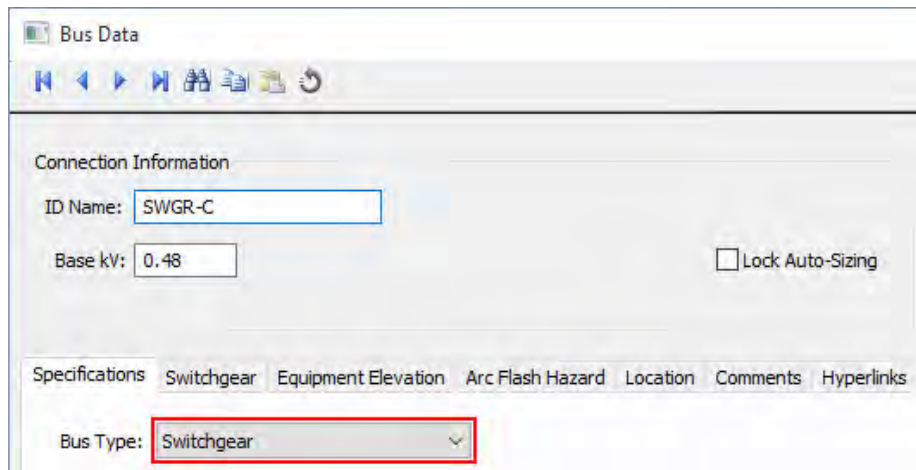 Bus Data
Connection Information
ID Name: SWGR-C
Base kV: 0.48
Lock Auto-Sizing
Specifications Switchgear Equipment Elevation Arc Flash Hazard Location Comments Hyperlinks
Bus Type: Switchgear